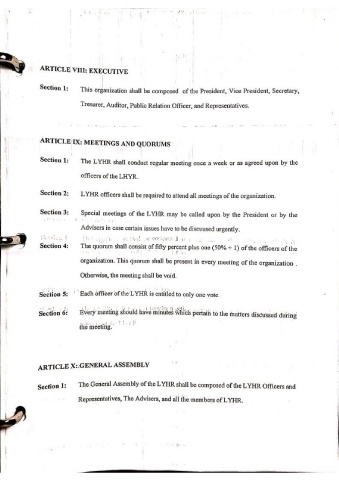 ARTICLE VIII: EXECUTIVE
Section 1: This organization shall be composed of the President, Vice President, Secretary,
Tresurer, Auditor, Public Relation Officer, and Representatives.
ARTICLE IX: MEETINGS AND QUORUMS
Section 1: The LYHR shall conduct regular meeting once a week or as agreed upon by the
officers of the LHYR.
Section 2: LYHR officers shall be required to attend all meetings of the organization.
Section 3: Special meetings of the LYHR may be called upon by the President or by the
Advisers in case certain issues have to be discussed urgently.
Section 4: The quorum shall consist of fifty percent plus one (50% + 1) of the officers of the
organization. This quorum shall be present in every meeting of the organization .
Otherwise, the meeting shall be void.
Section 5: Each officer of the LYHR is entitled to only one vote.
Section 6: Every meeting should have minutes which pertain to the matters discussed during
the meeting.
ARTICLE X: GENERAL ASSEMBLY
Section 1: The General Assembly of the LYHR shall be composed of the LYHR Officers and
Representatives, The Advisers, and all the members of LYHR.